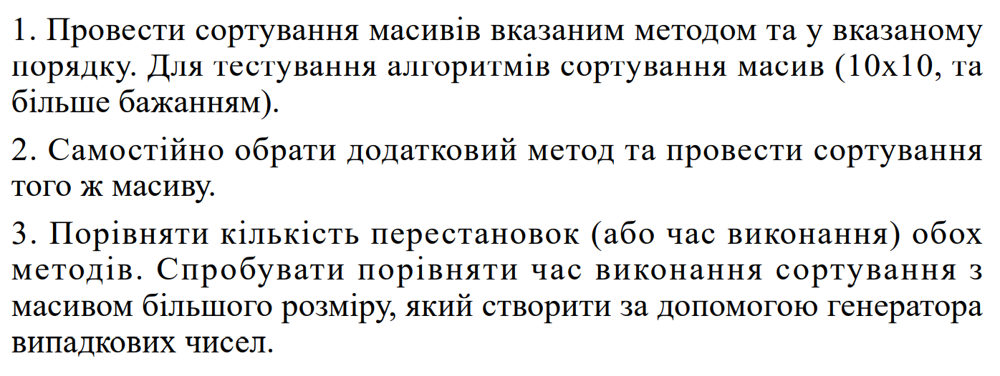 1. Провести сортування масивів вказаним методом та у вказаному
порядку. Для тестування алгоритмів сортування масив (10х10, та
більше бажанням).
2. Самостійно обрати додатковий метод та провести сортування
того ж масиву.
3. Порівняти кількість перестановок (або час виконання) обох
методів. Спробувати порівняти час виконання сортування з
масивом більшого розміру, який створити за допомогою генератора
випадкових чисел.